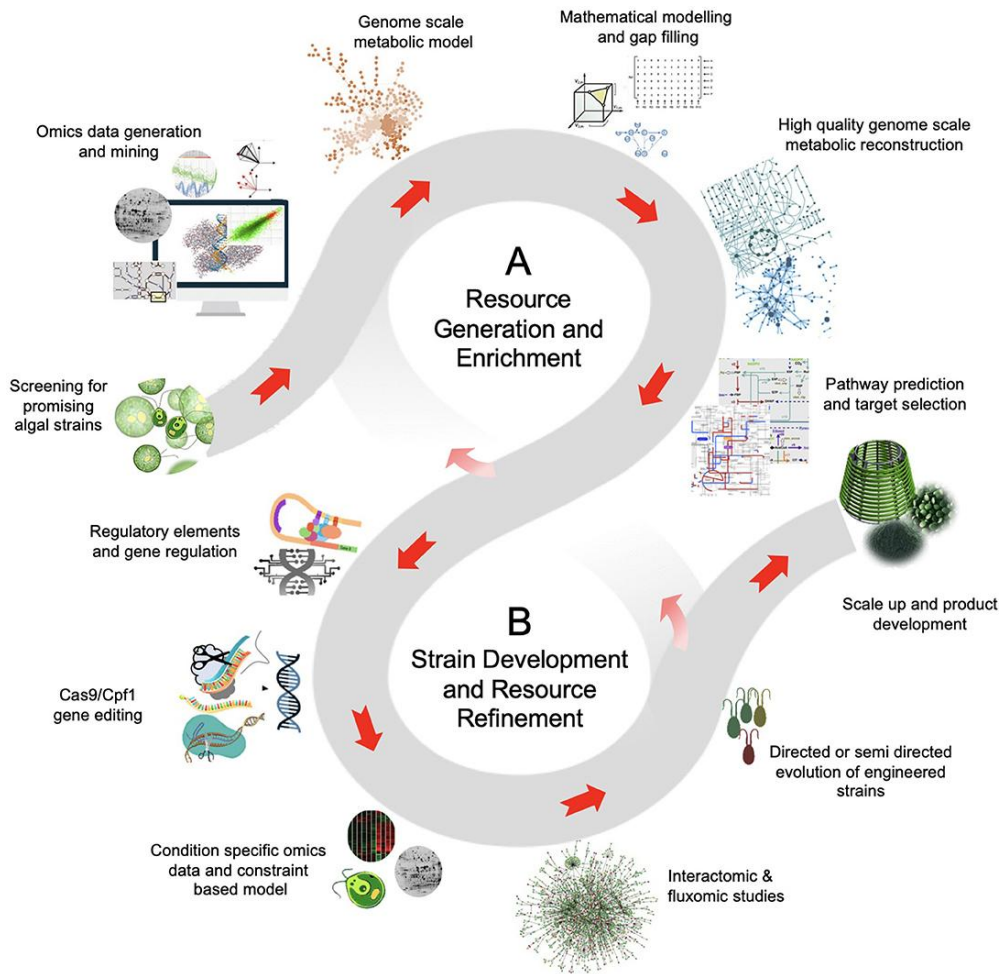 Genome scale
metabolic model
Mathematical modelling
and gap filling
Omics data generation
and mining
High quality genome scale
metabolic reconstruction
A
Resource
Generation and
Enrichment
Screening for
promising
algal strains
Pathway prediction
and target selection
Regulatory elements
and gene regulation
B
Strain Development
and Resource
Refinement
Scale up and product
development
Cas9/Cpf1
gene editing
Directed or semi directed
evolution of engineered
strains
Condition specific omics
data and constraint
based model
Interactomic &
fluxomic studies